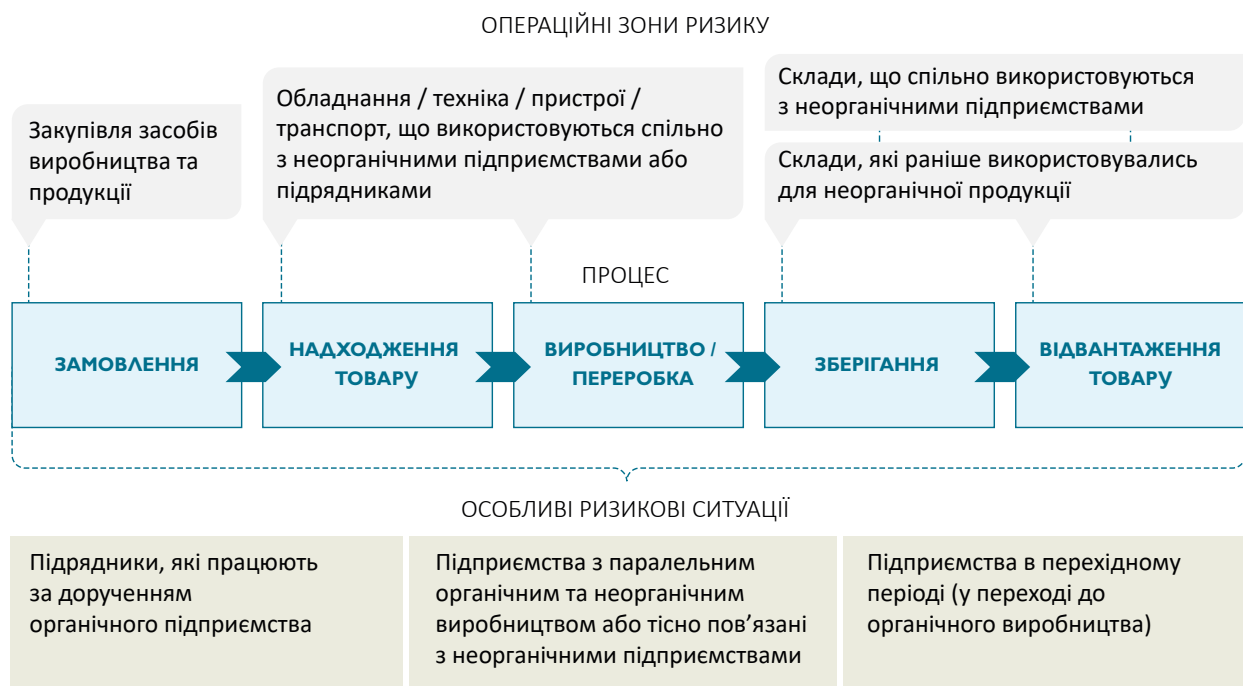 ОПЕРАЦІЙНІ ЗОНИ РИЗИКУ
Закупівля засобів
виробництва та
продукції
Обладнання / техніка / пристрої /
транспорт, що використовуються спільно
з неорганічними підприємствами або
підрядниками
Склади, що спільно використовуються
з неорганічними підприємствами
Склади, які раніше використовувались
для неорганічної продукції
ПРОЦЕС
ЗАМОВЛЕННЯ
НАДХОДЖЕННЯ
ТОВАРУ
ВИРОБНИЦТВО /
ПЕРЕРОБКА
ЗБЕРІГАННЯ
ВІДВАНТАЖЕННЯ
ТОВАРУ
ОСОБЛИВІ РИЗИКОВІ СИТУАЦІЇ
Підрядники, які працюють
за дорученням
органічного підприємства
Підприємства з паралельним
органічним та неорганічним
виробництвом або тісно пов’язані
з неорганічними підприємствами
Підприємства в перехідному
періоді (у переході до
органічного виробництва)